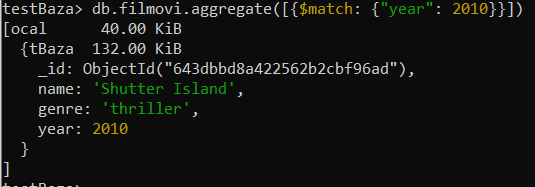 testBaza> db.filmovi.aggregate([{$match: {"year": 2010}}])
[ocal      40.00 KiB
  {tBaza  132.00 KiB
    _id: ObjectId("643dbbd8a422562b2cbf96ad"),
    name: 'Shutter Island',
    genre: 'thriller',
    year: 2010
  }
]
testBaza>